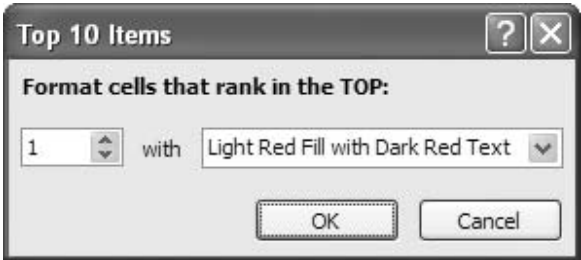 Top 10 Items
Format cells that rank in the TOP:
1 with Light Red Fill with Dark Red Text
OK Cancel